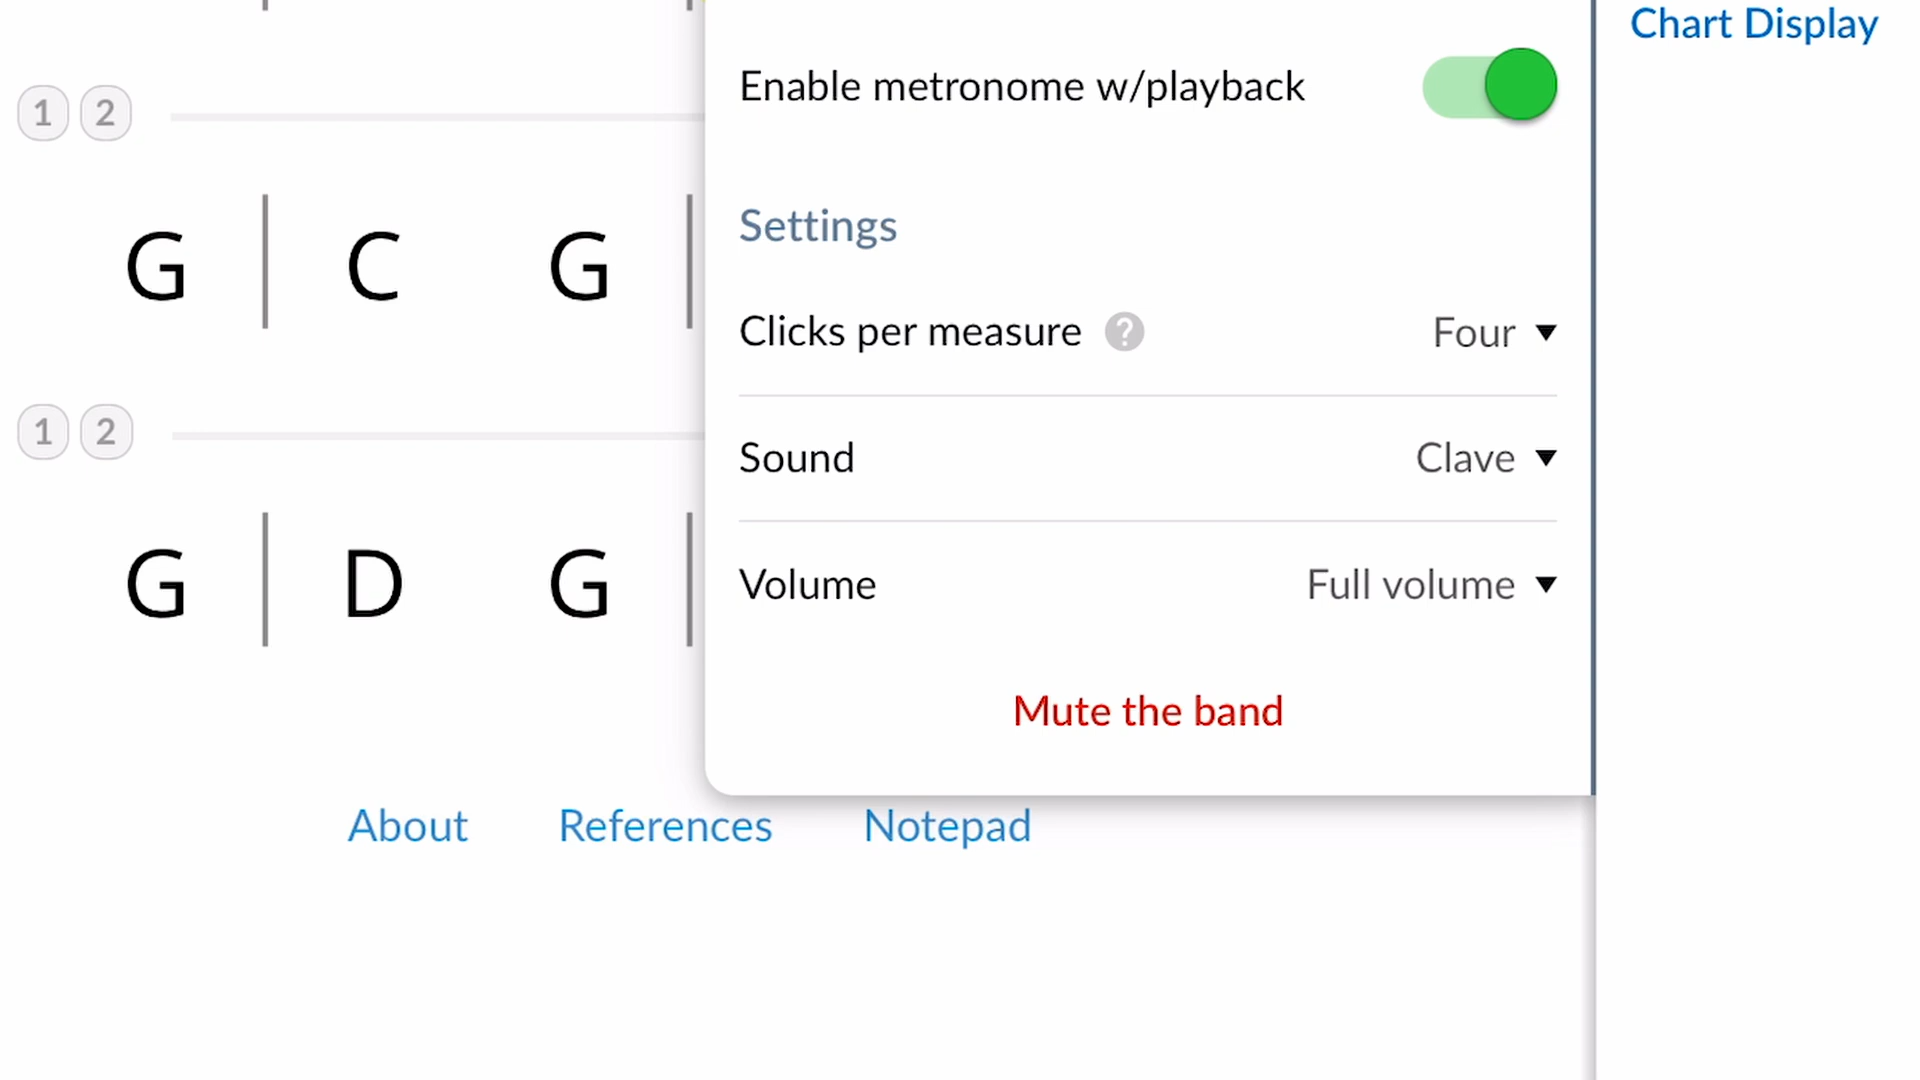 Chart Display
Enable metronome w/playback
1 2
Settings
G C G
Clicks per measure ? Four
1 2
Sound Clave
G D G
Volume Full volume
Mute the band
About References Notepad